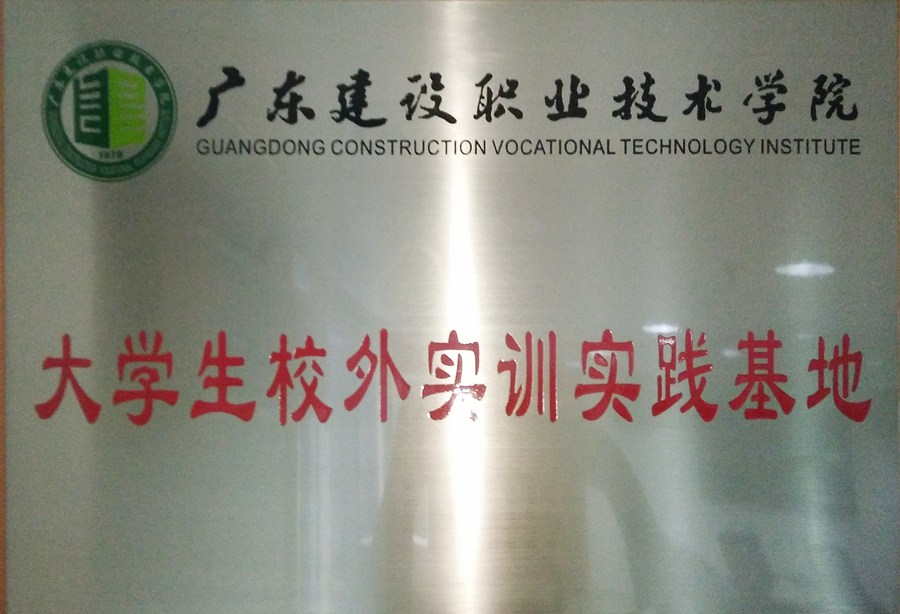 广东建设职业技术学院
GUANGDONG CONSTRUCTION VOCATIONAL TECHNOLOGY INSTITUTE
1979
大学生校外实训实践基地